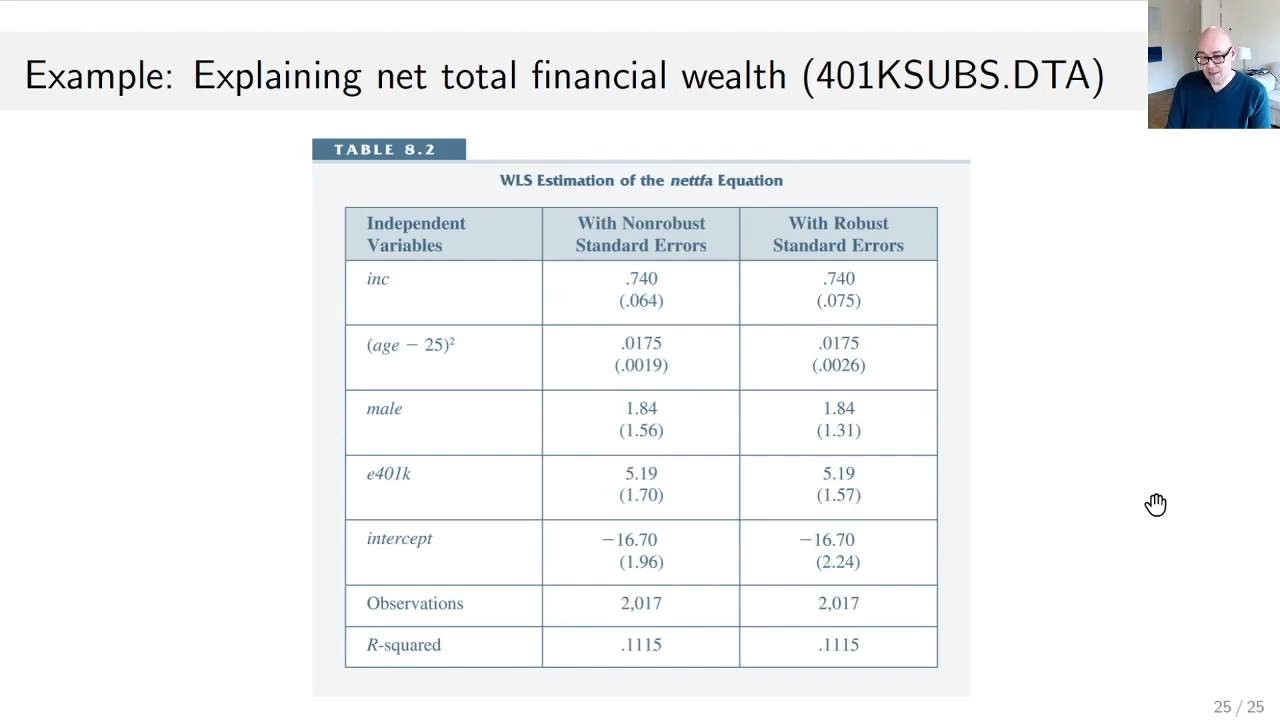 Example: Explaining net total financial wealth (401KSUBS.DTA)
TABLE 8.2
WLS Estimation of the nettfa Equation
Independent Variables
With Nonrobust Standard Errors
With Robust Standard Errors
inc
.740
(.064)
.740
(.075)
(age − 25)²
.0175
(.0019)
.0175
(.0026)
male
1.84
(1.56)
1.84
(1.31)
e401k
5.19
(1.70)
5.19
(1.57)
intercept
−16.70
(1.96)
−16.70
(2.24)
Observations
2,017
2,017
R-squared
.1115
.1115
25 / 25